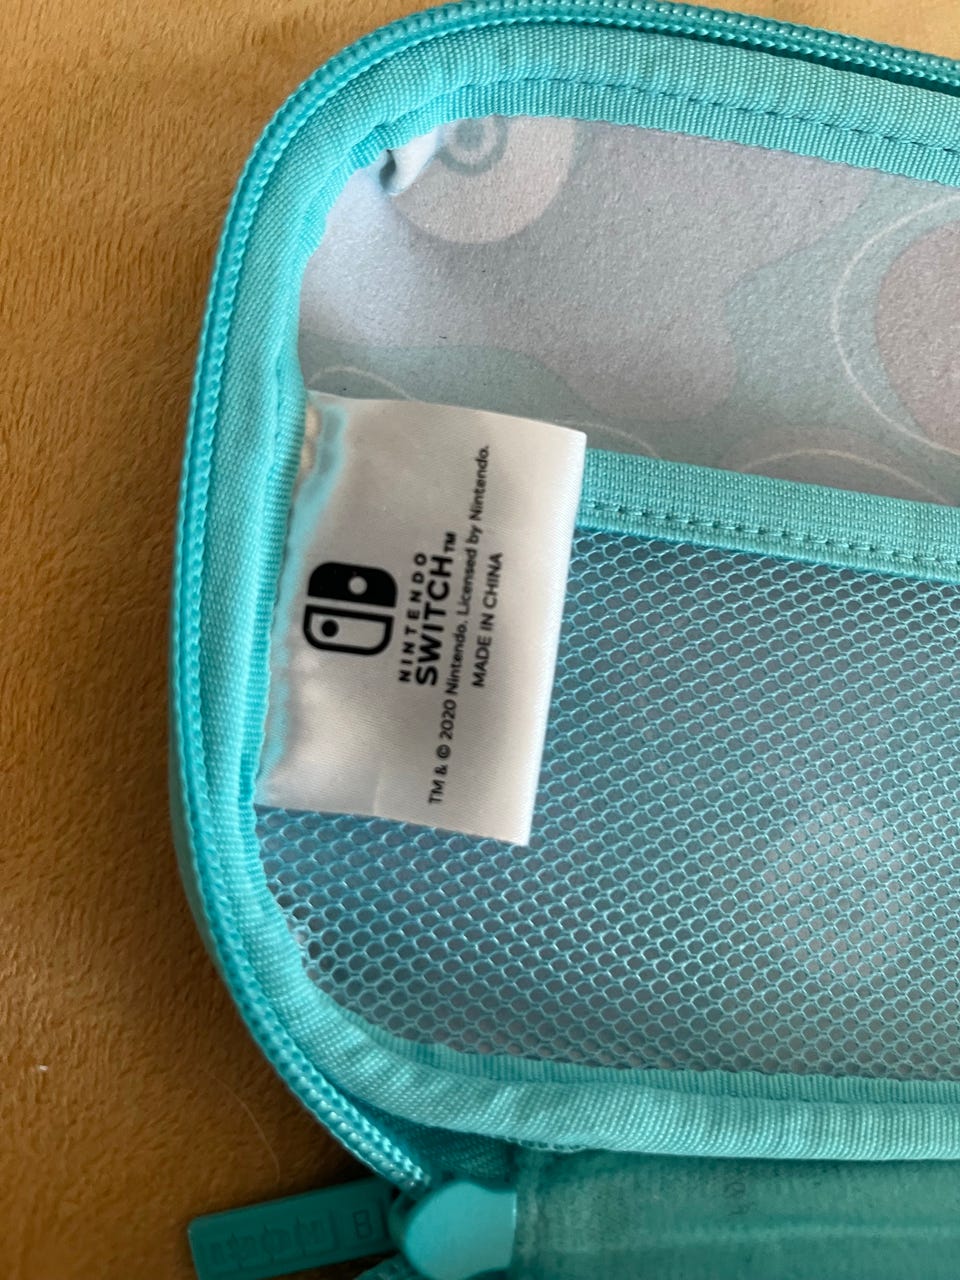 NINTENDO
SWITCH™
TM & © 2020 Nintendo. Licensed by Nintendo.
MADE IN CHINA